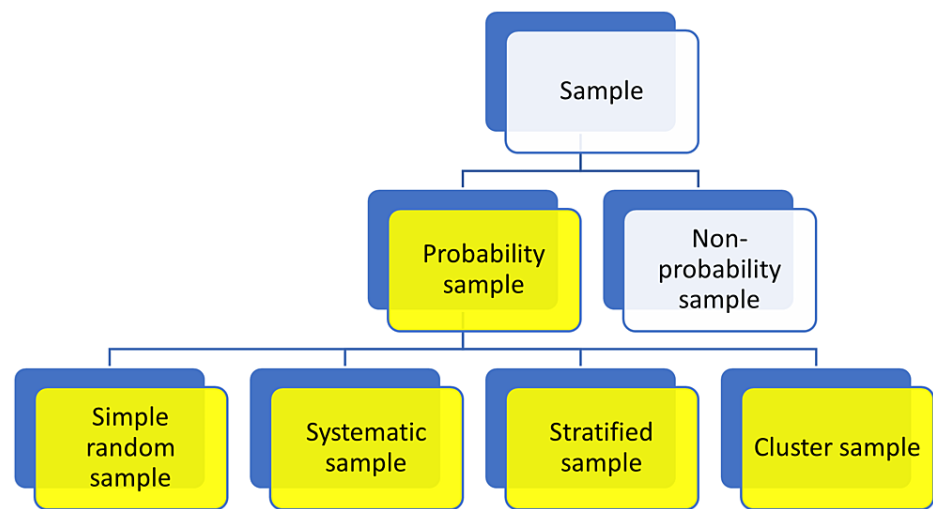 Sample
Probability
sample
Non-
probability
sample
Simple
random
sample
Systematic
sample
Stratified
sample
Cluster sample